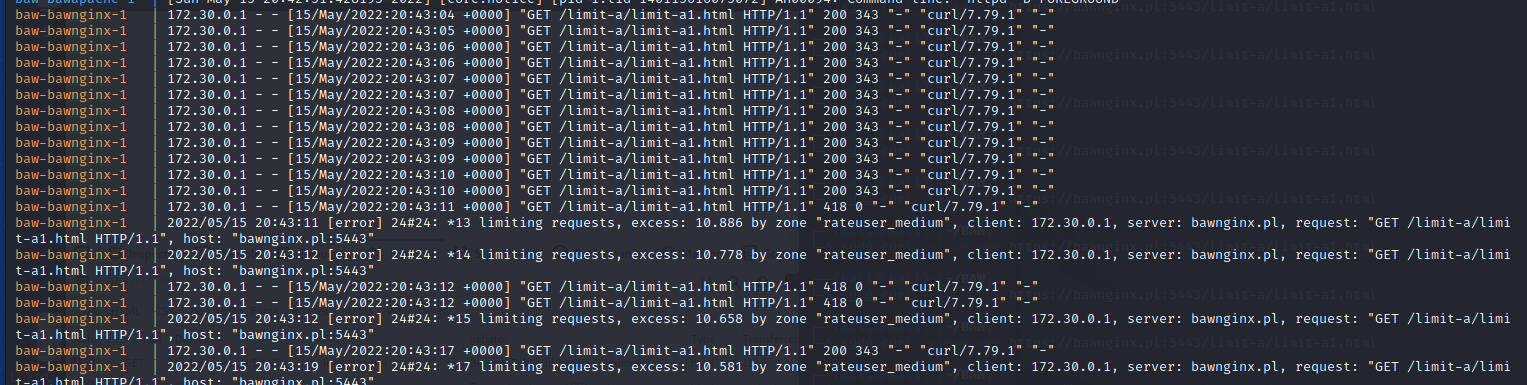 baw-bawapache-1 | [Sun May 15 20:42:51.428193 2022] [core:notice] [pid 1:tid 140115616075072] AH00094: Command line: 'httpd -D FOREGROUND'
baw-bawnginx-1 | 172.30.0.1 - - [15/May/2022:20:43:04 +0000] "GET /limit-a/limit-a1.html HTTP/1.1" 200 343 "-" "curl/7.79.1" "-"
baw-bawnginx-1 | 172.30.0.1 - - [15/May/2022:20:43:05 +0000] "GET /limit-a/limit-a1.html HTTP/1.1" 200 343 "-" "curl/7.79.1" "-"
baw-bawnginx-1 | 172.30.0.1 - - [15/May/2022:20:43:06 +0000] "GET /limit-a/limit-a1.html HTTP/1.1" 200 343 "-" "curl/7.79.1" "-"
baw-bawnginx-1 | 172.30.0.1 - - [15/May/2022:20:43:06 +0000] "GET /limit-a/limit-a1.html HTTP/1.1" 200 343 "-" "curl/7.79.1" "-"
baw-bawnginx-1 | 172.30.0.1 - - [15/May/2022:20:43:07 +0000] "GET /limit-a/limit-a1.html HTTP/1.1" 200 343 "-" "curl/7.79.1" "-"
baw-bawnginx-1 | 172.30.0.1 - - [15/May/2022:20:43:07 +0000] "GET /limit-a/limit-a1.html HTTP/1.1" 200 343 "-" "curl/7.79.1" "-"
baw-bawnginx-1 | 172.30.0.1 - - [15/May/2022:20:43:08 +0000] "GET /limit-a/limit-a1.html HTTP/1.1" 200 343 "-" "curl/7.79.1" "-"
baw-bawnginx-1 | 172.30.0.1 - - [15/May/2022:20:43:08 +0000] "GET /limit-a/limit-a1.html HTTP/1.1" 200 343 "-" "curl/7.79.1" "-"
baw-bawnginx-1 | 172.30.0.1 - - [15/May/2022:20:43:09 +0000] "GET /limit-a/limit-a1.html HTTP/1.1" 200 343 "-" "curl/7.79.1" "-"
baw-bawnginx-1 | 172.30.0.1 - - [15/May/2022:20:43:09 +0000] "GET /limit-a/limit-a1.html HTTP/1.1" 200 343 "-" "curl/7.79.1" "-"
baw-bawnginx-1 | 172.30.0.1 - - [15/May/2022:20:43:10 +0000] "GET /limit-a/limit-a1.html HTTP/1.1" 200 343 "-" "curl/7.79.1" "-"
baw-bawnginx-1 | 172.30.0.1 - - [15/May/2022:20:43:10 +0000] "GET /limit-a/limit-a1.html HTTP/1.1" 200 343 "-" "curl/7.79.1" "-"
baw-bawnginx-1 | 172.30.0.1 - - [15/May/2022:20:43:11 +0000] "GET /limit-a/limit-a1.html HTTP/1.1" 418 0 "-" "curl/7.79.1" "-"
baw-bawnginx-1 | 2022/05/15 20:43:11 [error] 24#24: *13 limiting requests, excess: 10.886 by zone "rateuser_medium", client: 172.30.0.1, server: bawnginx.pl, request: "GET /limit-a/limi
t-a1.html HTTP/1.1", host: "bawnginx.pl:5443"
baw-bawnginx-1 | 2022/05/15 20:43:12 [error] 24#24: *14 limiting requests, excess: 10.778 by zone "rateuser_medium", client: 172.30.0.1, server: bawnginx.pl, request: "GET /limit-a/limi
t-a1.html HTTP/1.1", host: "bawnginx.pl:5443"
baw-bawnginx-1 | 172.30.0.1 - - [15/May/2022:20:43:12 +0000] "GET /limit-a/limit-a1.html HTTP/1.1" 418 0 "-" "curl/7.79.1" "-"
baw-bawnginx-1 | 172.30.0.1 - - [15/May/2022:20:43:12 +0000] "GET /limit-a/limit-a1.html HTTP/1.1" 418 0 "-" "curl/7.79.1" "-"
baw-bawnginx-1 | 2022/05/15 20:43:12 [error] 24#24: *15 limiting requests, excess: 10.658 by zone "rateuser_medium", client: 172.30.0.1, server: bawnginx.pl, request: "GET /limit-a/limi
t-a1.html HTTP/1.1", host: "bawnginx.pl:5443"
baw-bawnginx-1 | 172.30.0.1 - - [15/May/2022:20:43:17 +0000] "GET /limit-a/limit-a1.html HTTP/1.1" 200 343 "-" "curl/7.79.1" "-"
baw-bawnginx-1 | 2022/05/15 20:43:19 [error] 24#24: *17 limiting requests, excess: 10.581 by zone "rateuser_medium", client: 172.30.0.1, server: bawnginx.pl, request: "GET /limit-a/limi
t-a1.html HTTP/1.1", host: "bawnginx.pl:5443"